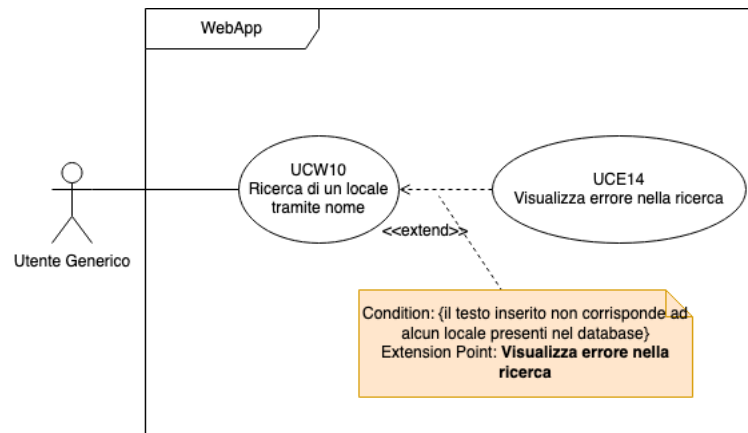 WebApp
UCW10
Ricerca di un locale
tramite nome
UCE14
Visualizza errore nella ricerca
<<extend>>
Utente Generico
Condition: {il testo inserito non corrisponde ad
alcun locale presenti nel database}
Extension Point: Visualizza errore nella
ricerca